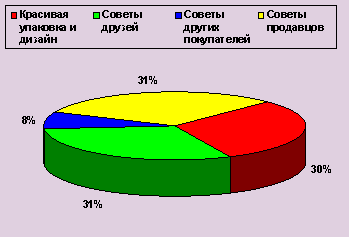 Красивая упаковка и дизайн
Советы друзей
Советы других покупателей
Советы продавцов
31%
8%
30%
31%